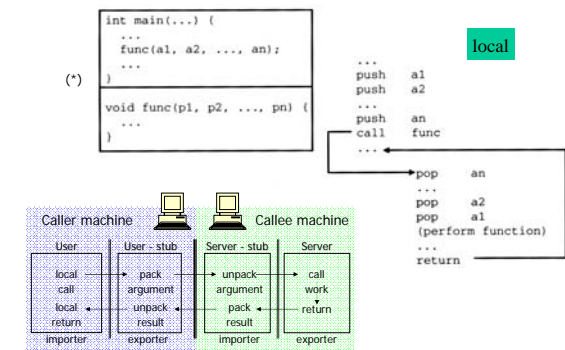 int main(...) {
...
func(a1, a2, ..., an);
...
}
(*)
void func(p1, p2, ..., pn) {
...
}
local
...
push a1
push a2
...
push an
call func
...
pop an
...
pop a2
pop a1
(perform function)
...
return
Caller machine
Callee machine
User
User - stub
Server - stub
Server
local call
pack argument
unpack argument
call work
local return
unpack result
pack result
return
importer
exporter
importer
exporter